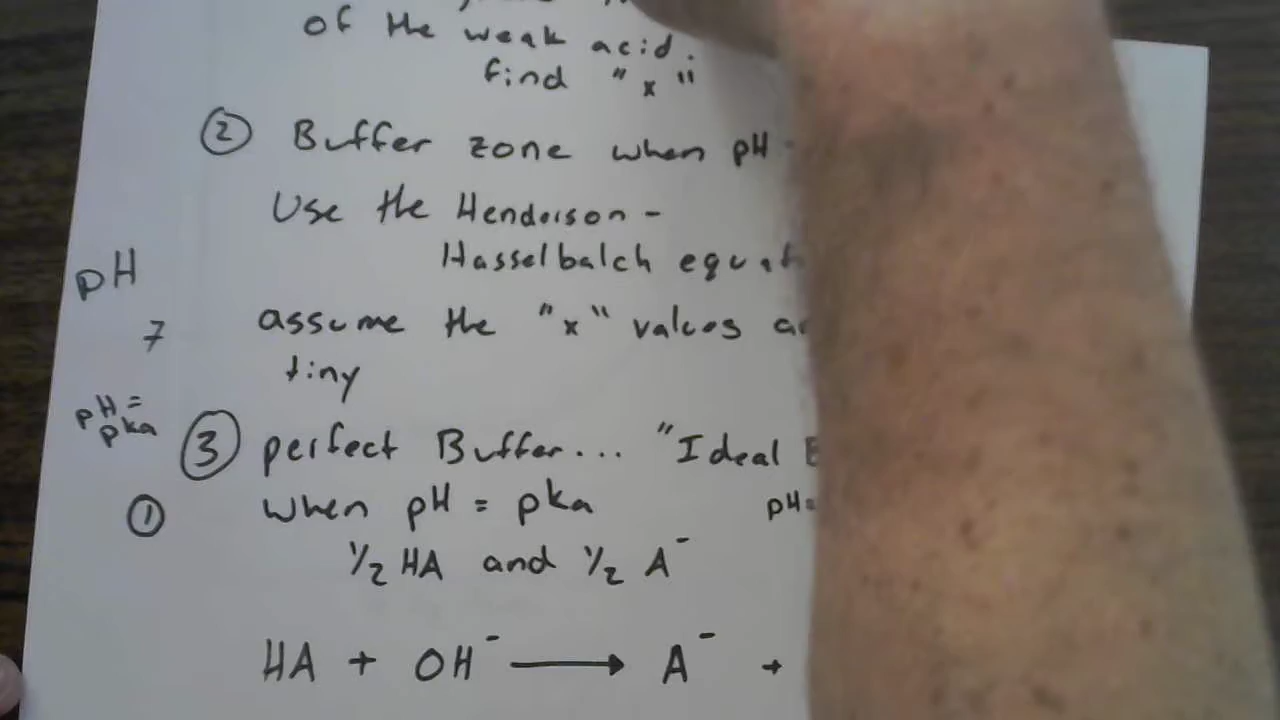 of the weak acid.
find "x"
② Buffer zone when pH
Use the Henderson-
Hasselbalch
pH
7
assume the "x" values
tiny
pH =
pka
③ perfect Buffer... "Ideal
①
when pH = pka
pH=
1/2 HA and 1/2 A⁻
HA + OH⁻ → A⁻ +